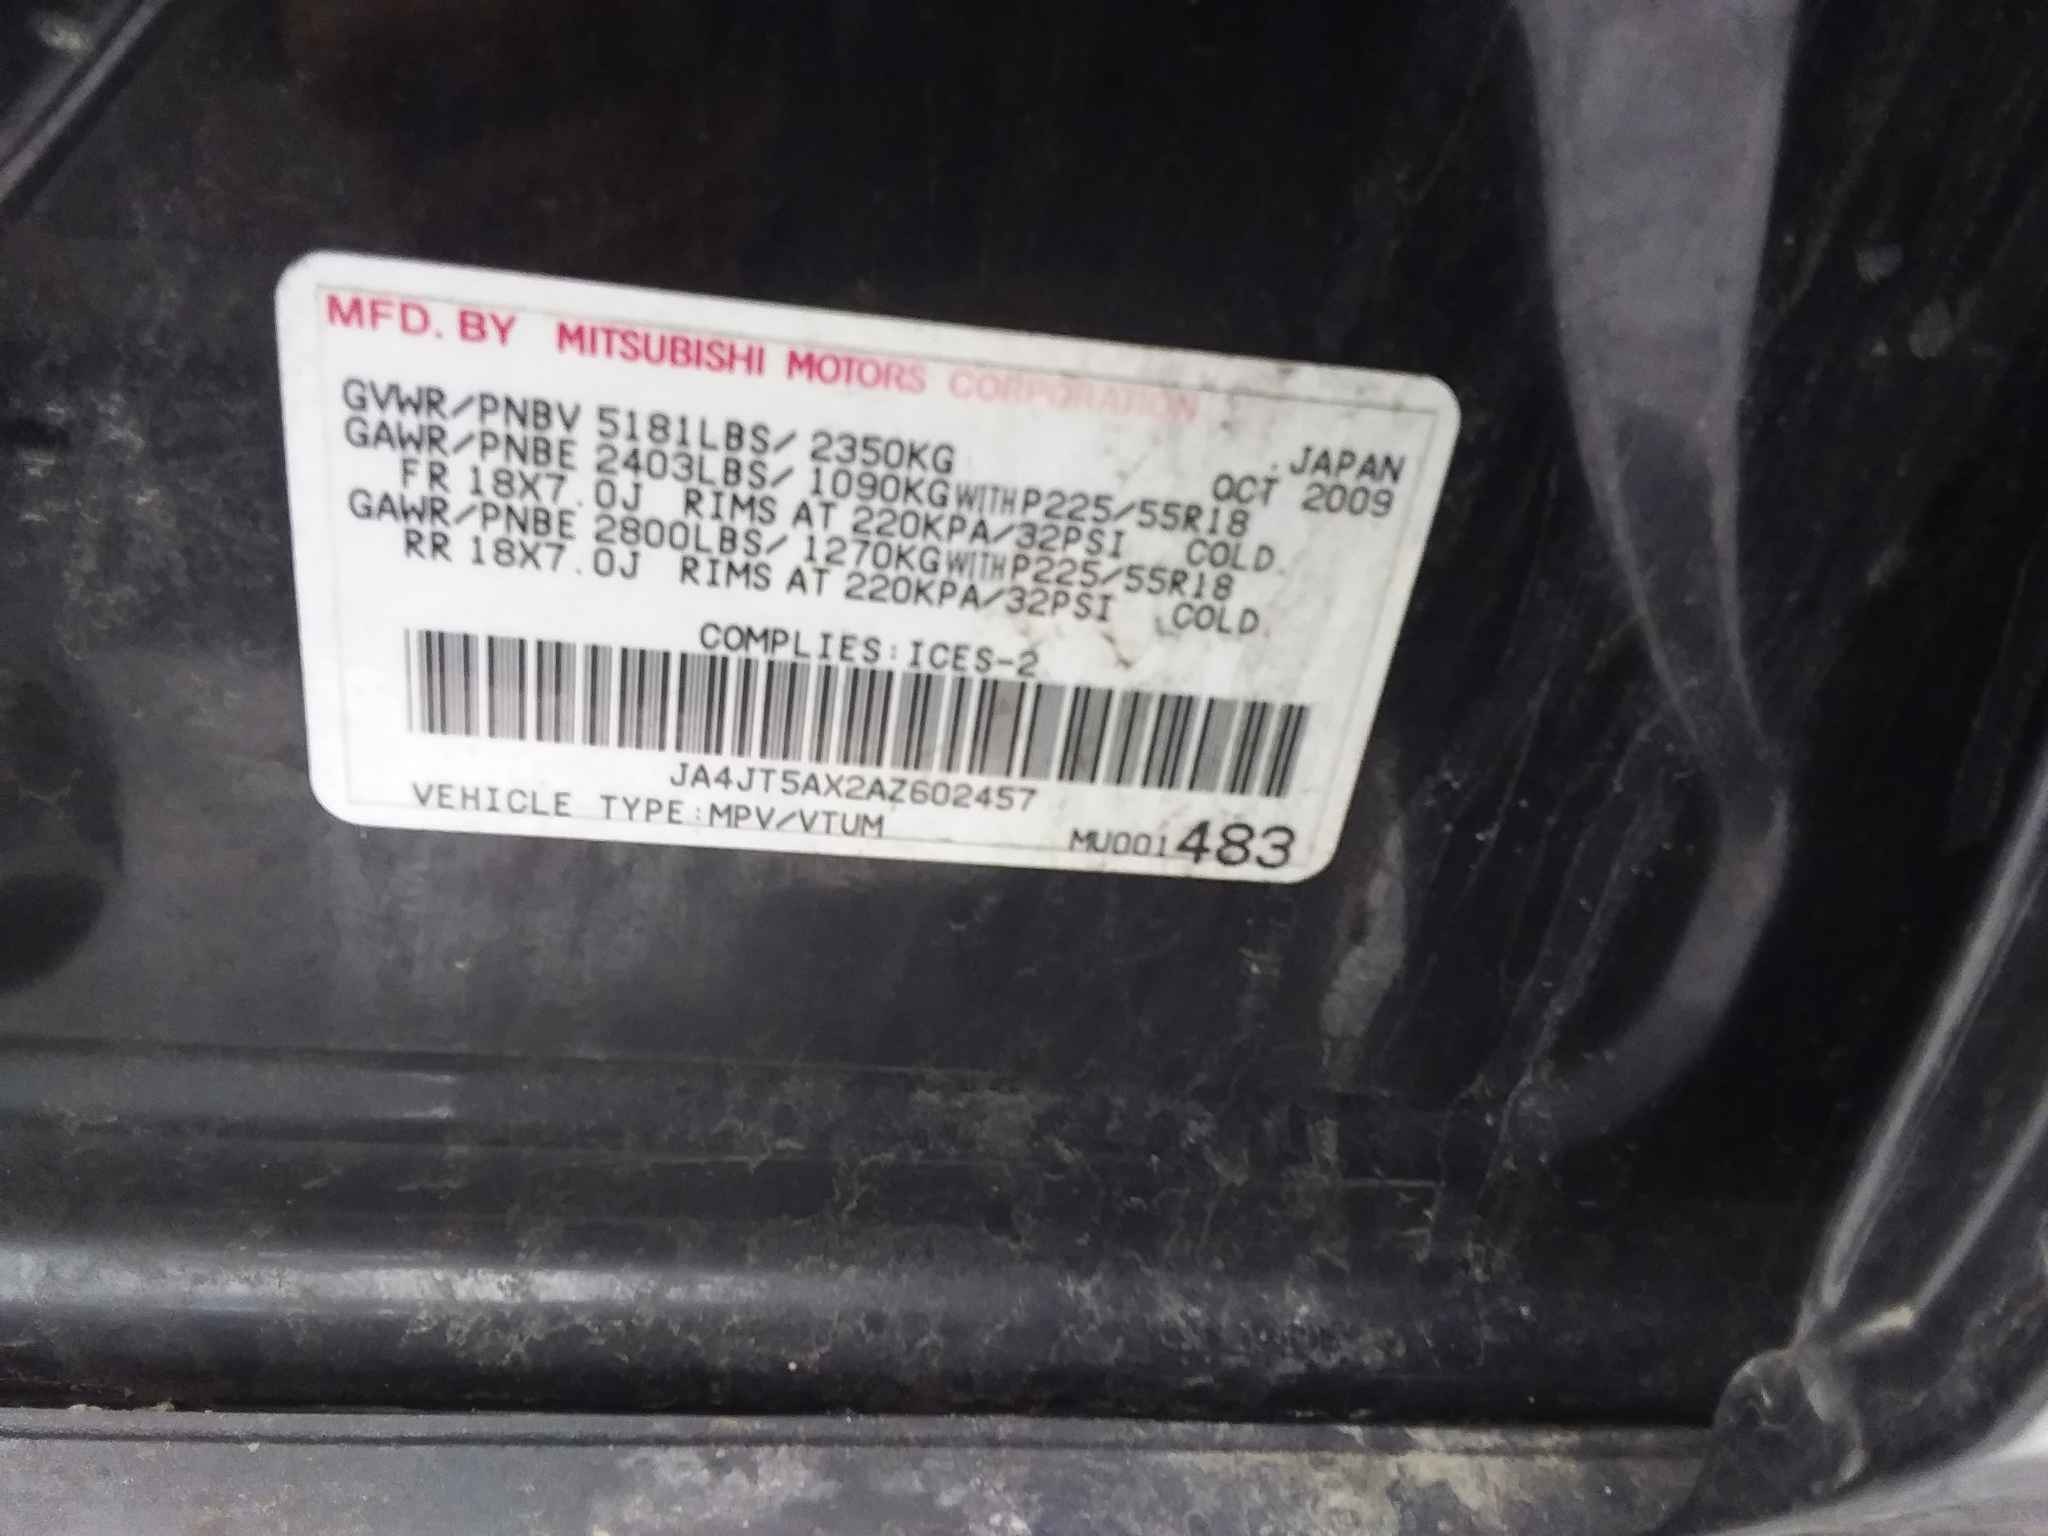 MFD. BY MITSUBISHI MOTORS CORPORATION
JAPAN
GVWR/PNBV 5181LBS/ 2350KG OCT 2009
GAWR/PNBE 2403LBS/ 1090KG WITH P225/55R18
FR 18X7.0J RIMS AT 220KPA/32PSI COLD.
GAWR/PNBE 2800LBS/ 1270KG WITH P225/55R18
RR 18X7.0J RIMS AT 220KPA/32PSI COLD.
COMPLIES:ICES-2
JA4JT5AX2AZ602457
VEHICLE TYPE:MPV/VTUM
MU001483